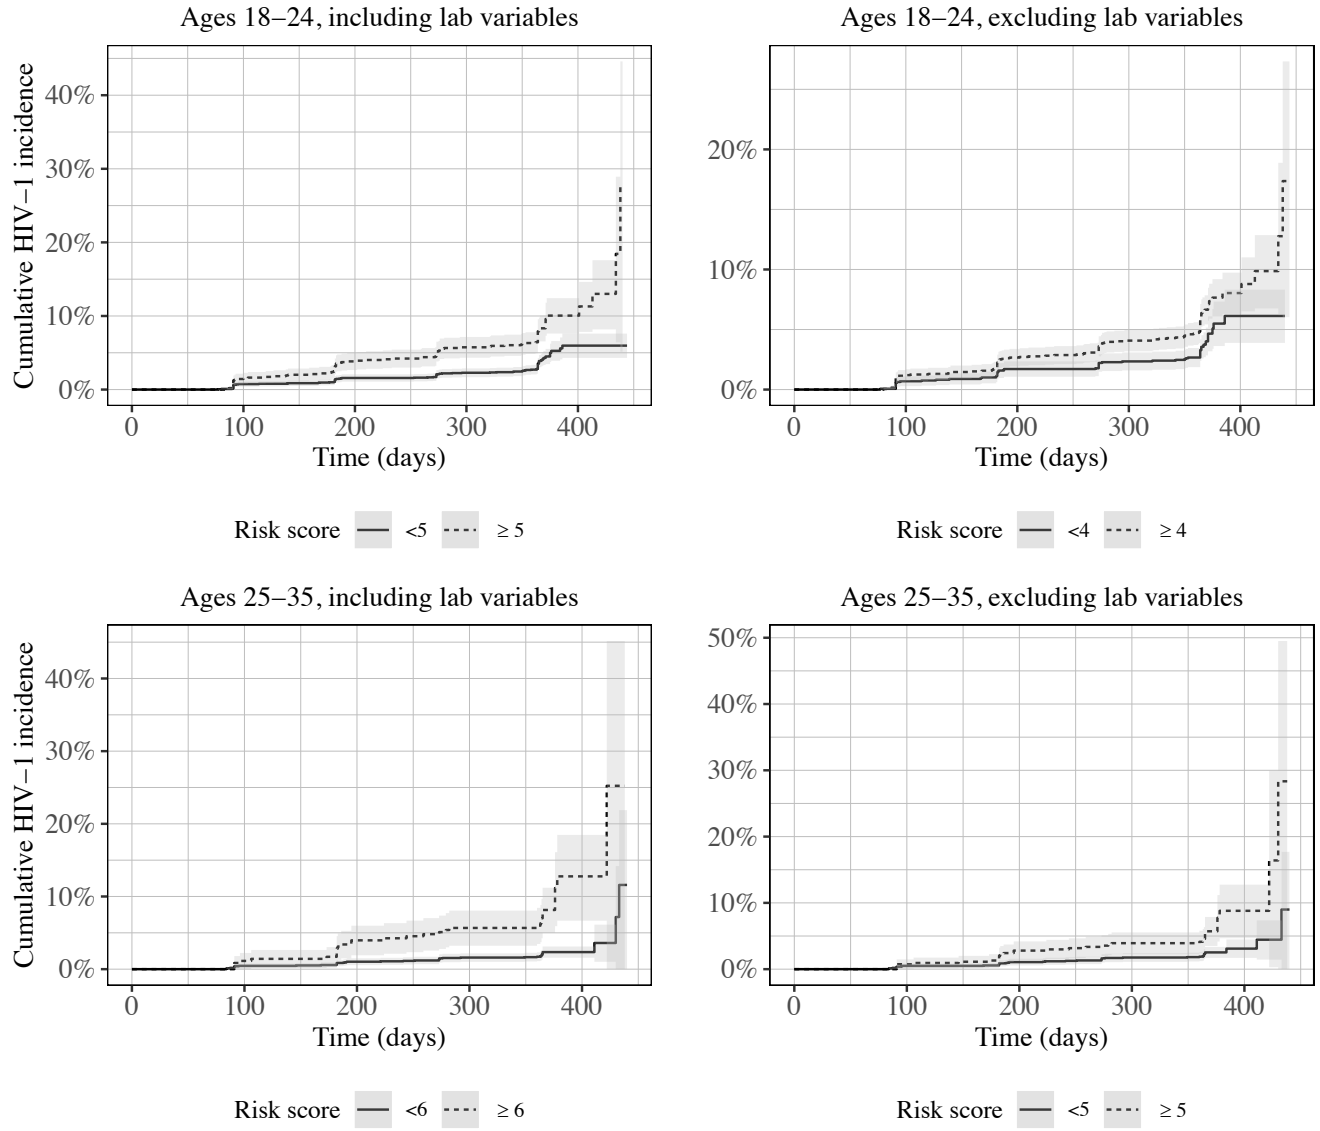 Ages 18–24, including lab variables
Cumulative HIV−1 incidence
40%
30%
20%
10%
0%
0 100 200 300 400
Time (days)
Risk score <5 ≥ 5
Ages 18–24, excluding lab variables
20%
10%
0%
0 100 200 300 400
Time (days)
Risk score <4 ≥ 4
Ages 25–35, including lab variables
Cumulative HIV−1 incidence
40%
30%
20%
10%
0%
0 100 200 300 400
Time (days)
Risk score <6 ≥ 6
Ages 25–35, excluding lab variables
50%
40%
30%
20%
10%
0%
0 100 200 300 400
Time (days)
Risk score <5 ≥ 5